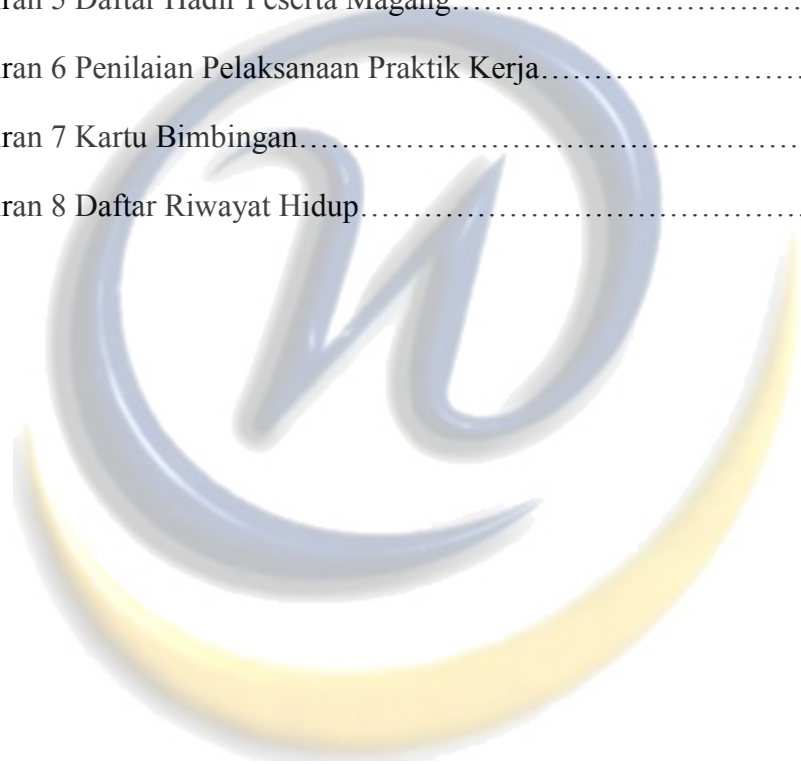 ran 5 Daftar Hadir Peserta Magang…………………………………
ran 6 Penilaian Pelaksanaan Praktik Kerja…………………………
ran 7 Kartu Bimbingan……………………………………………………
ran 8 Daftar Riwayat Hidup………………………………………………